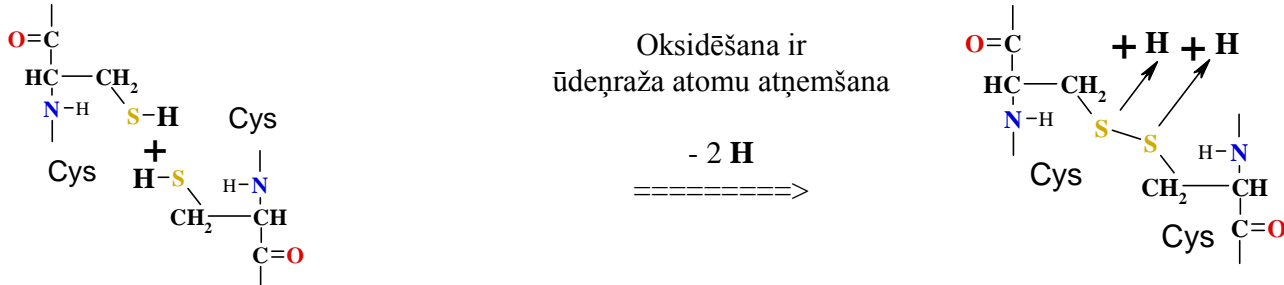 O=C
HC—CH₂
N-H
S-H
Cys
+
Cys
H-S
H-N
CH₂—CH
C=O
Oksidēšana ir
ūdeņraža atomu atņemšana
- 2 H
=========>
O=C
+ H + H
HC
CH₂
N-H
S
S
Cys
H-N
CH₂
CH
Cys
C=O